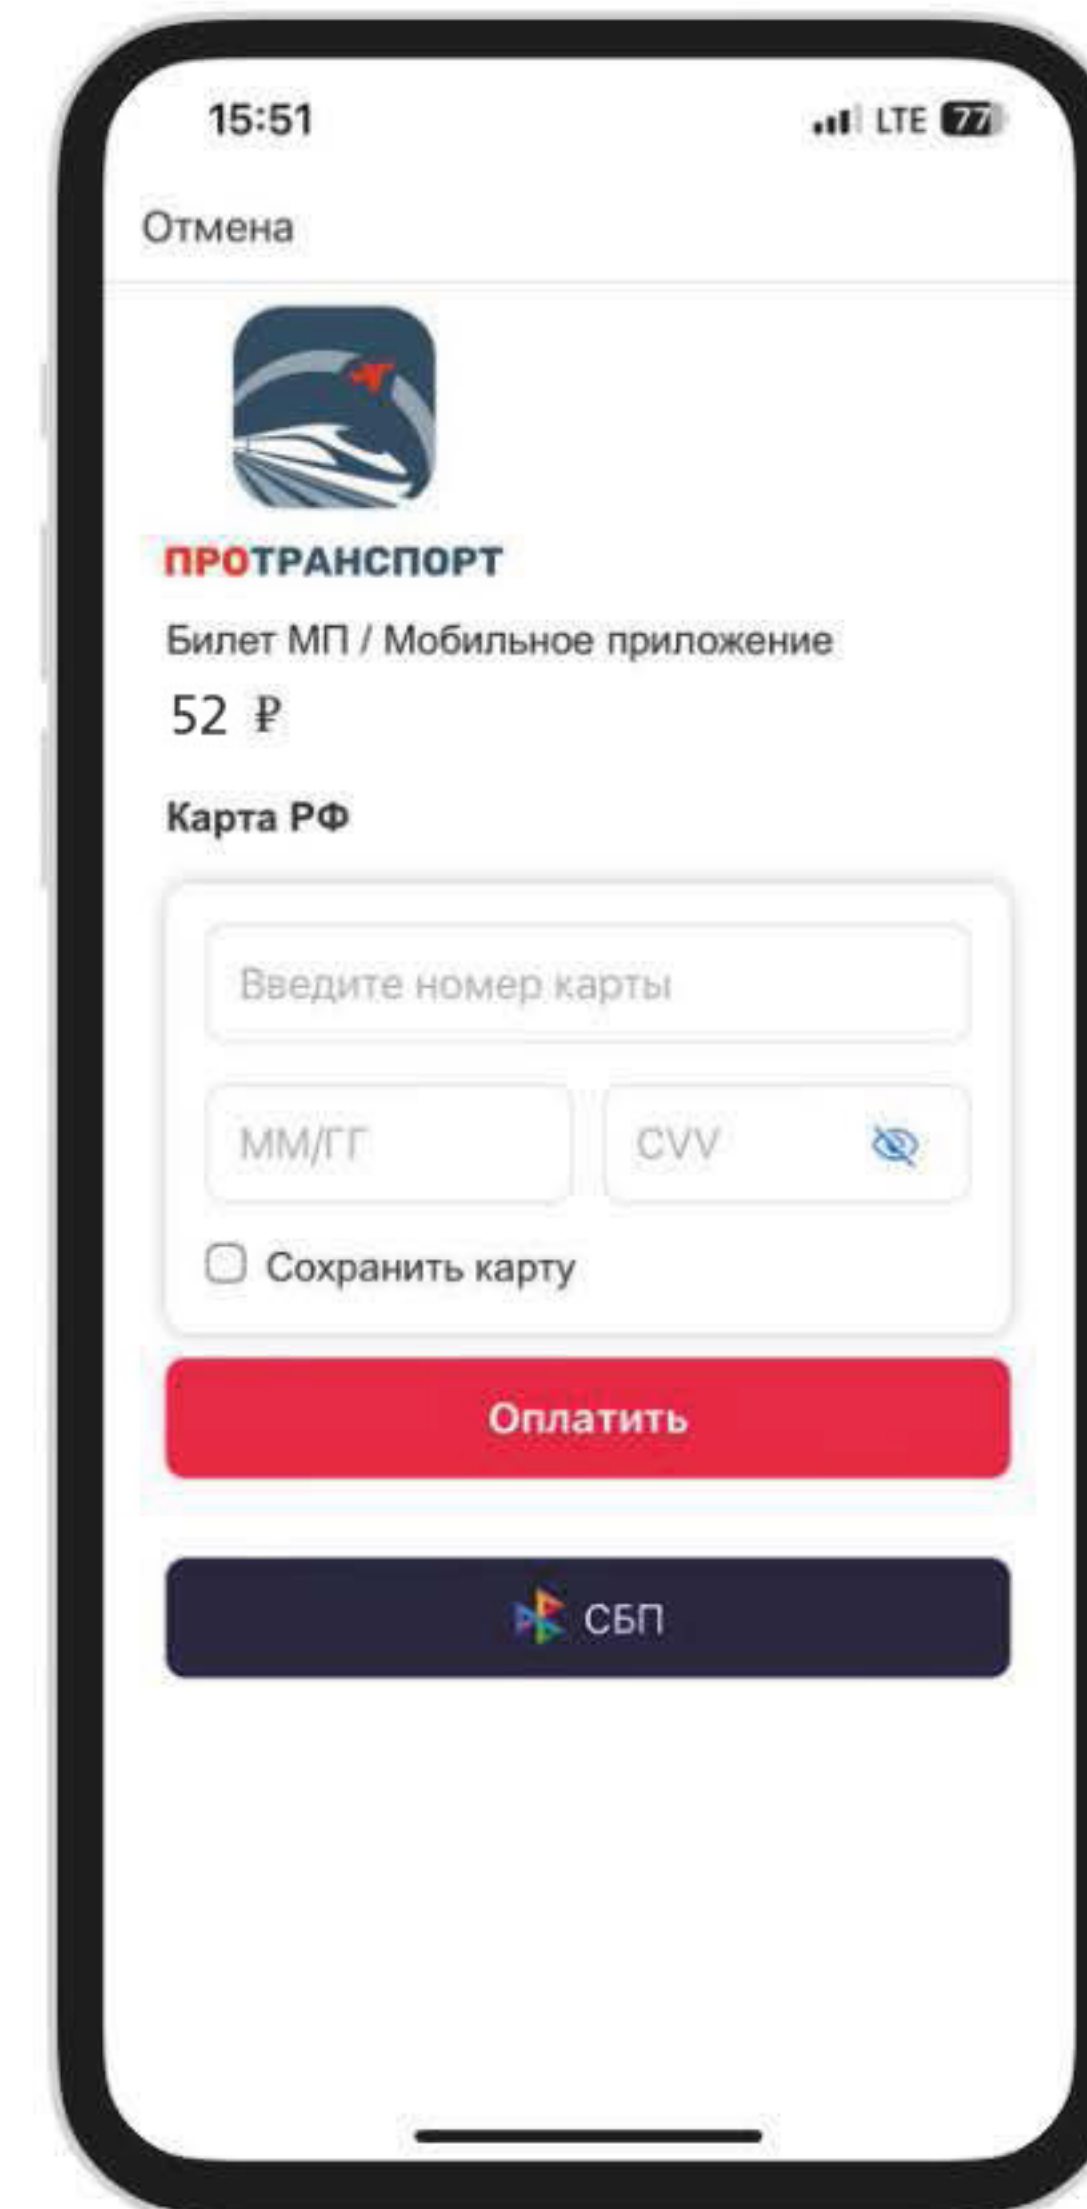 15:51 LTE 77
Отмена
ПРОТРАНСПОРТ
Билет МП / Мобильное приложение
52 ₽
Карта РФ
Введите номер карты
ММ/ГГ CVV
Сохранить карту
Оплатить
СБП